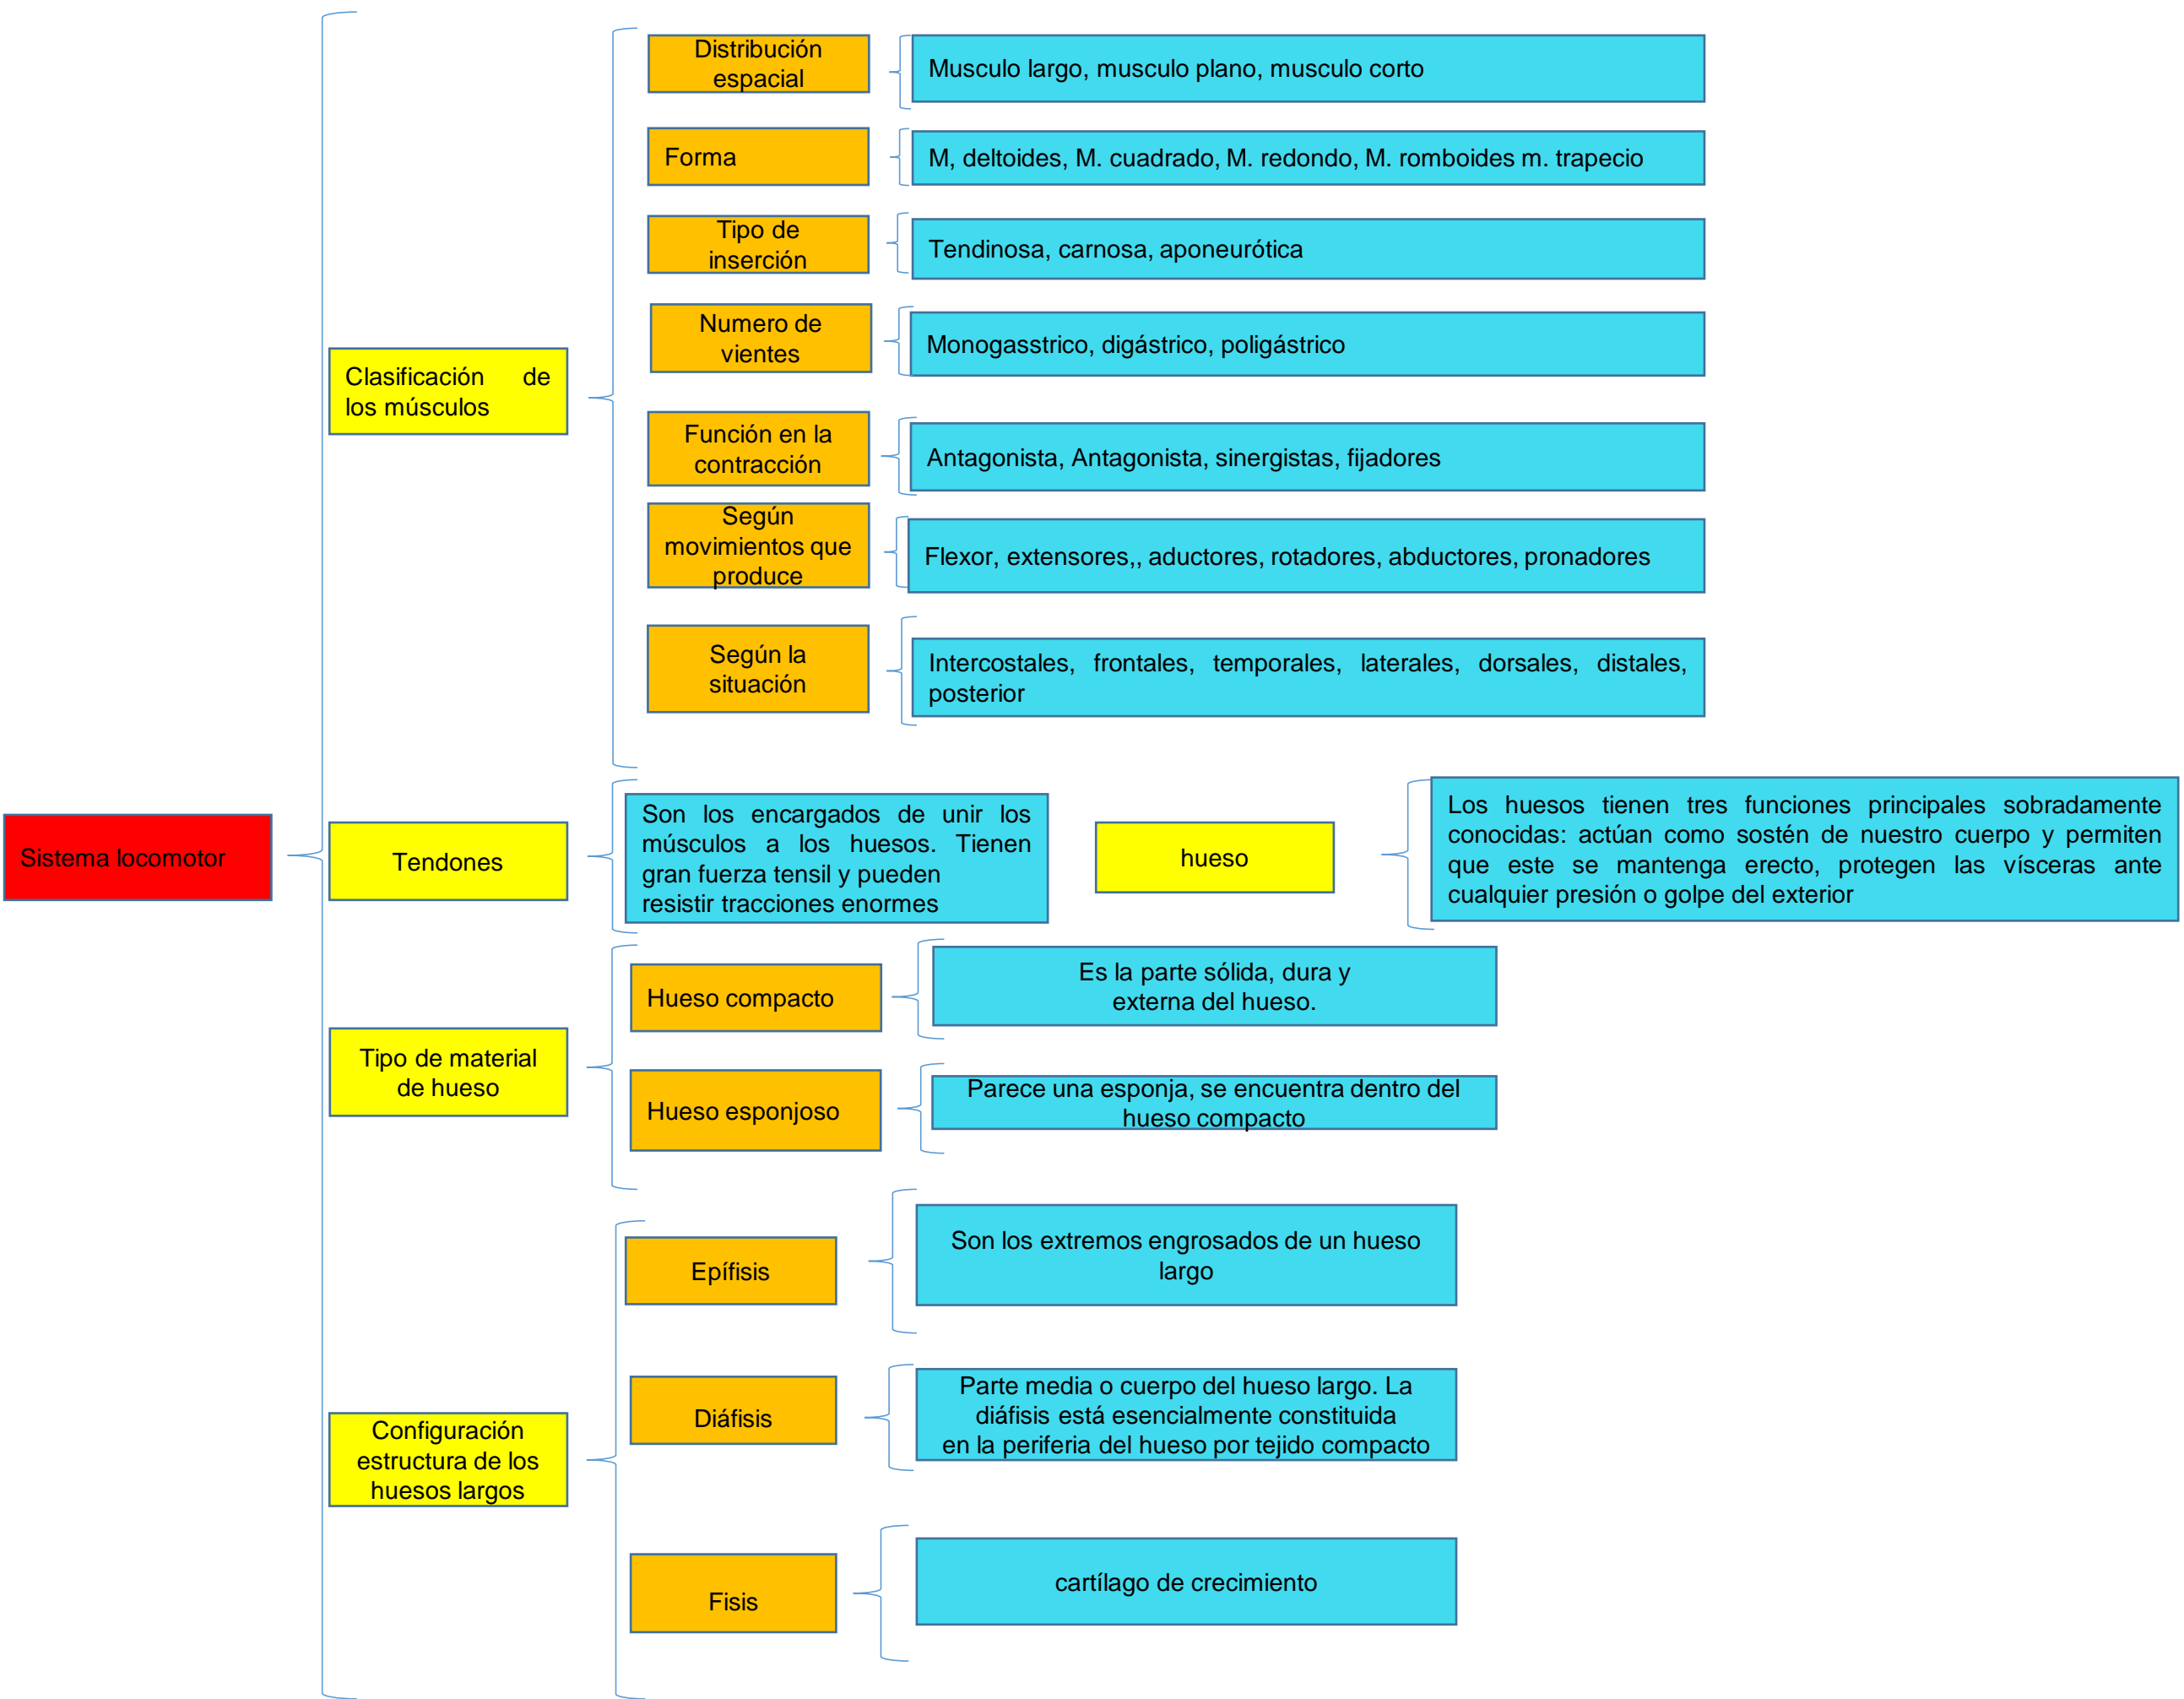 Sistema locomotor
Clasificación de
los músculos
Distribución
espacial
Musculo largo, musculo plano, musculo corto
Forma
M, deltoides, M. cuadrado, M. redondo, M. romboides m. trapecio
Tipo de
inserción
Tendinosa, carnosa, aponeurótica
Numero de
vientes
Monogasstrico, digástrico, poligástrico
Función en la
contracción
Antagonista, Antagonista, sinergistas, fijadores
Según
movimientos que
produce
Flexor, extensores,, aductores, rotadores, abductores, pronadores
Según la
situación
Intercostales, frontales, temporales, laterales, dorsales, distales,
posterior
Tendones
Son los encargados de unir los
músculos a los huesos. Tienen
gran fuerza tensil y pueden
resistir tracciones enormes
hueso
Los huesos tienen tres funciones principales sobradamente
conocidas: actúan como sostén de nuestro cuerpo y permiten
que este se mantenga erecto, protegen las vísceras ante
cualquier presión o golpe del exterior
Tipo de material
de hueso
Hueso compacto
Es la parte sólida, dura y
externa del hueso.
Hueso esponjoso
Parece una esponja, se encuentra dentro del
hueso compacto
Configuración
estructura de los
huesos largos
Epífisis
Son los extremos engrosados de un hueso
largo
Diáfisis
Parte media o cuerpo del hueso largo. La
diáfisis está esencialmente constituida
en la periferia del hueso por tejido compacto
Fisis
cartílago de crecimiento